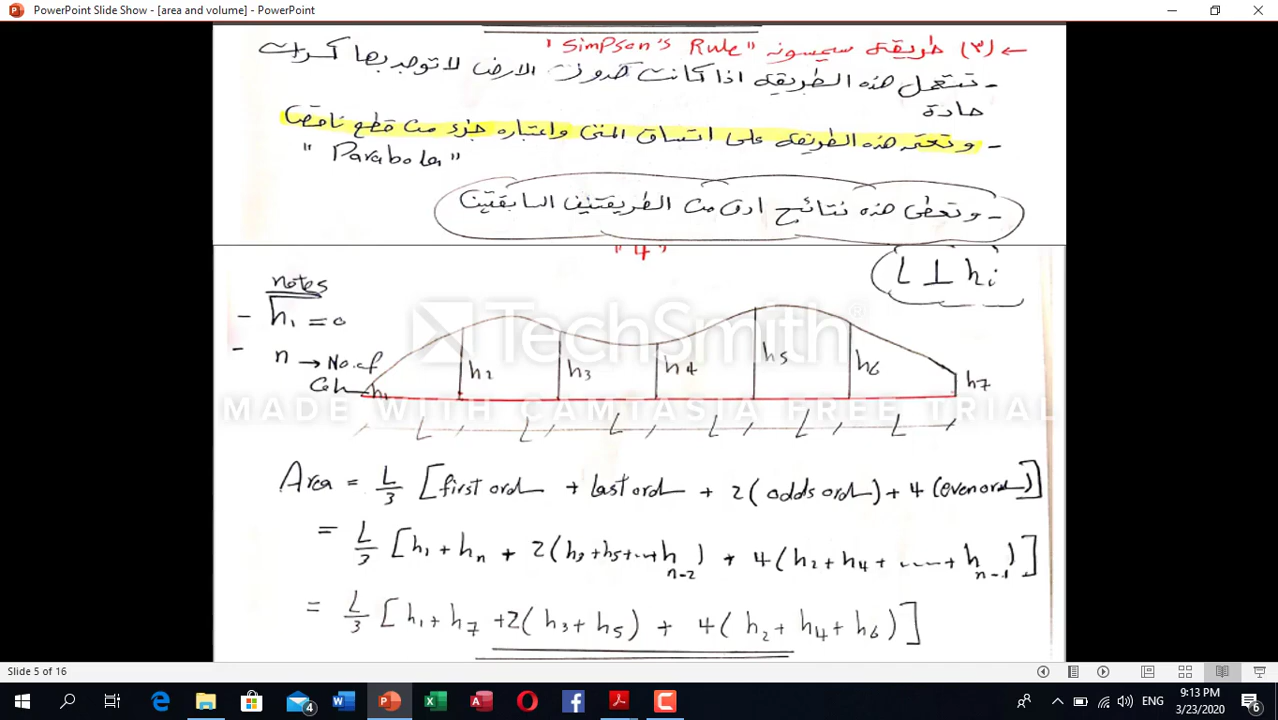 PowerPoint Slide Show - [area and volume] - PowerPoint
← (٣) طريقة سمبسون "Simpson's Rule"
- تستعمل هذه الطريقة اذا كانت حدود الارض لا توجد بها كسرات
حادة
- وتعتمد هذه الطريقة على اتساق المنحنى واعتباره جزء من قطع ناقص
"Parabola"
- وتعطى هذه نتائج ادق من الطريقتين السابقتين
"4"
L ⊥ hi
notes
- h1 = 0
- n → No. of
h1
h2
h3
h4
h5
h6
h7
TechSmith
MADE WITH CAMTASIA FREE TRIAL
L L L L L L
Area = L/3 [first ord + last ord + 2 (odds ord) + 4 (even ord)]
= L/3 [h1 + hn + 2(h3 + h5 + ... + h n-2) + 4(h2 + h4 + ...... + h n-1)]
= L/3 [h1 + h7 + 2(h3 + h5) + 4(h2 + h4 + h6)]
Slide 5 of 16
4
ENG
9:13 PM
3/23/2020
6